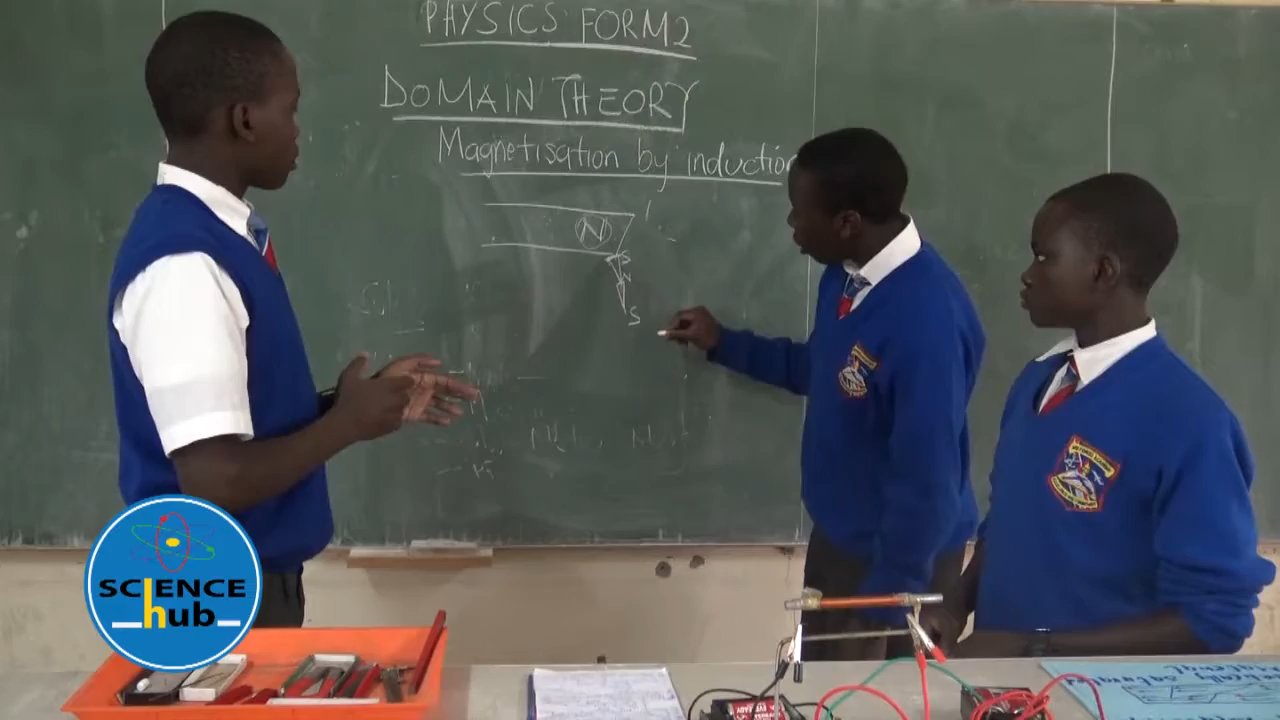 PHYSICS FORM2
DOMAIN THEORY
Magnetisation by induction
N
S
N
S
SCIENCE
hub